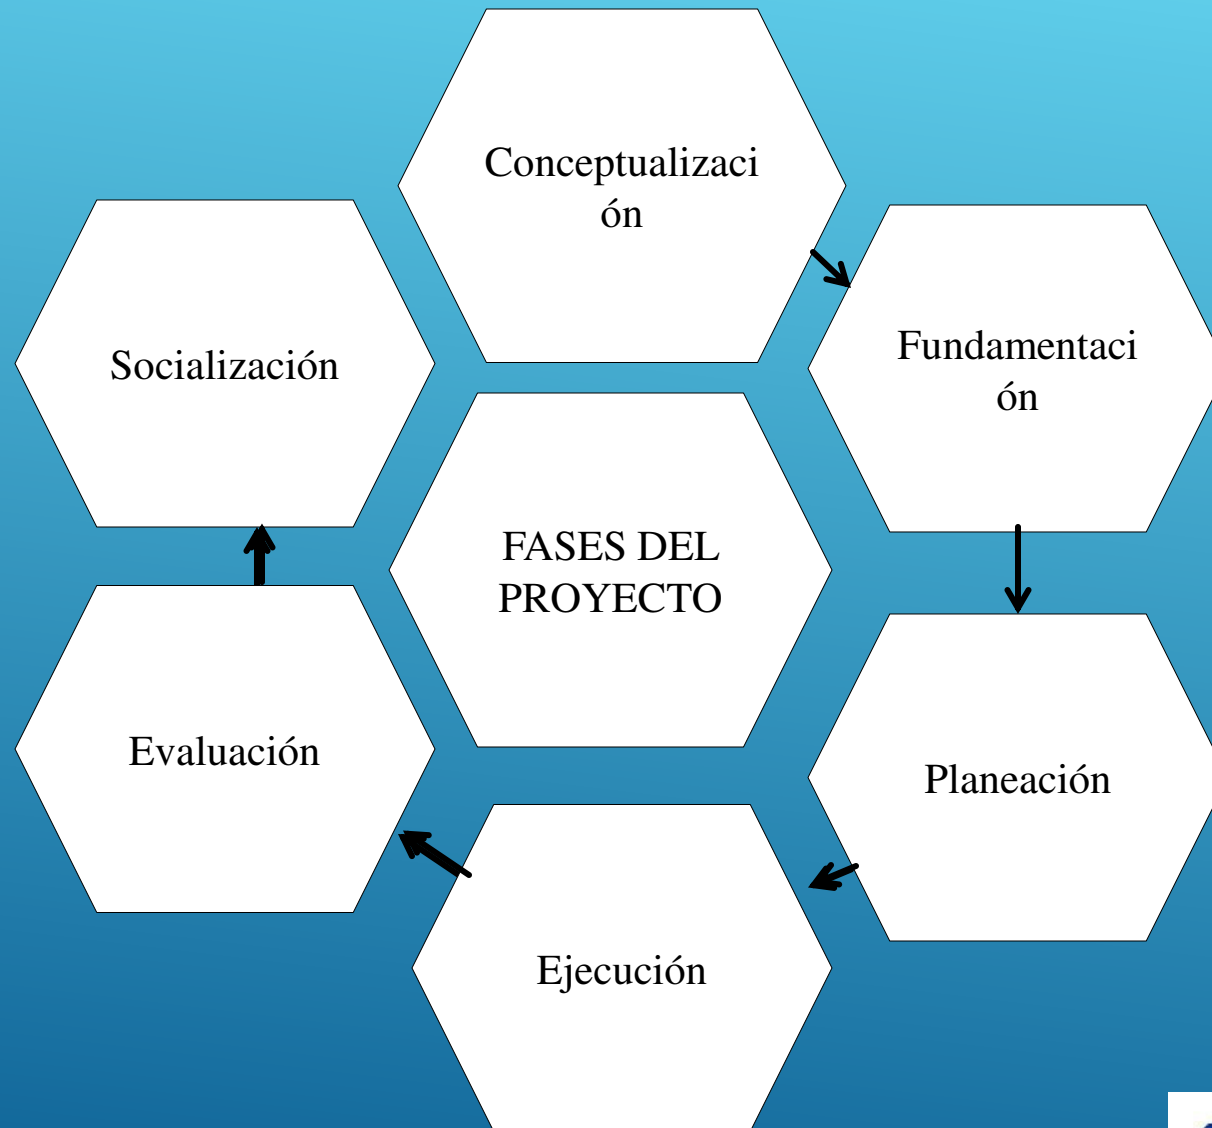 Conceptualizaci
ón
Fundamentaci
ón
Socialización
FASES DEL
PROYECTO
Evaluación
Planeación
Ejecución